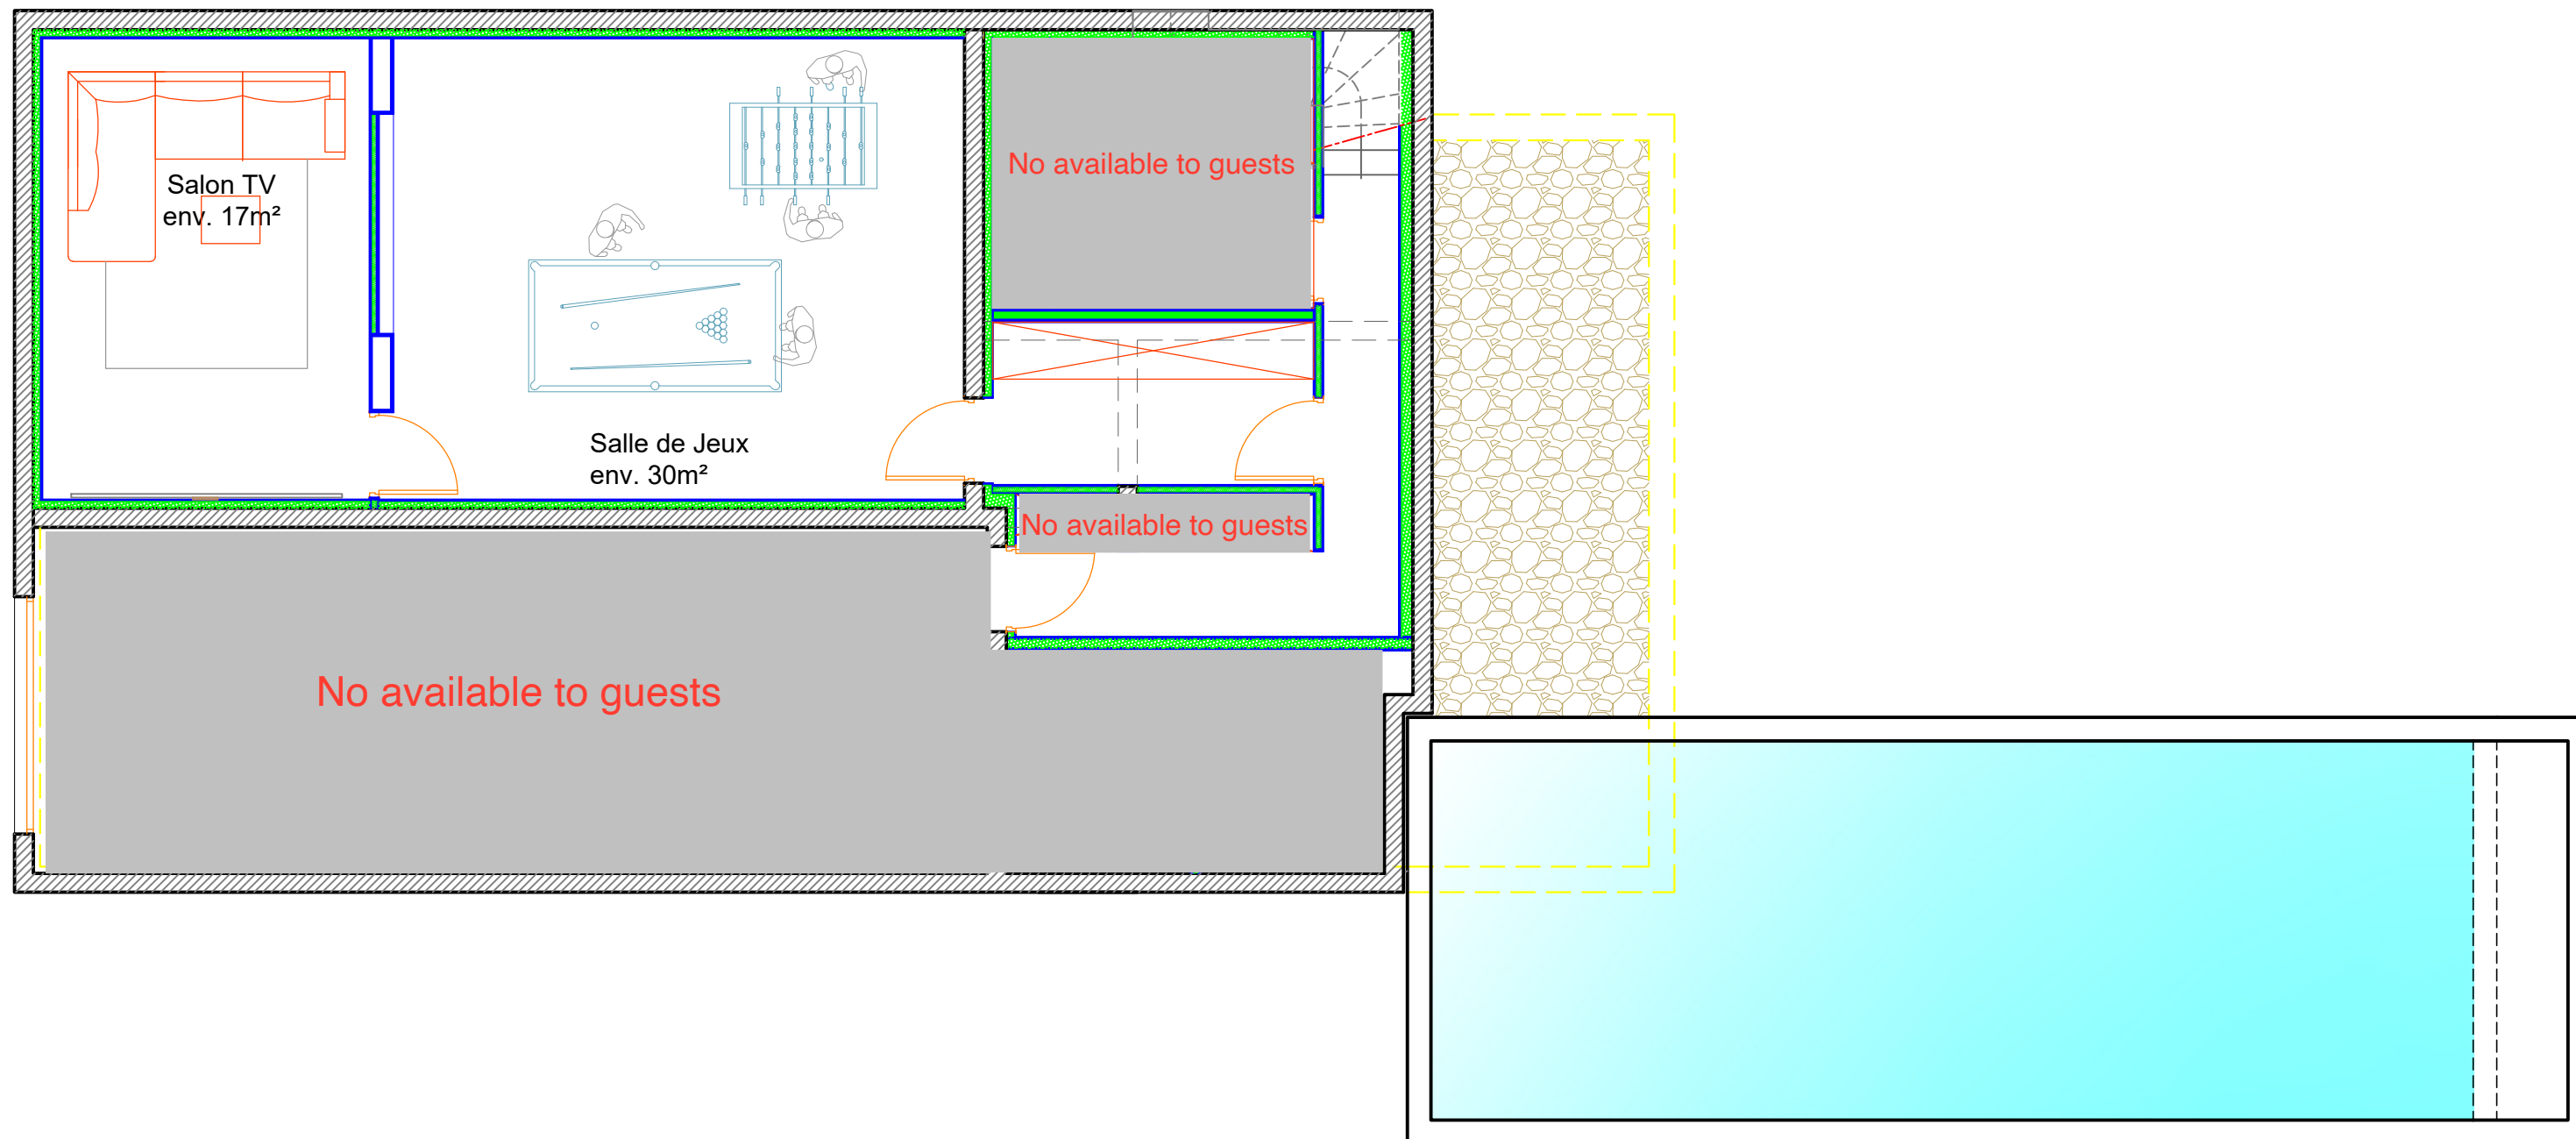 No available to guests
Salon TV
env. 17m²
Salle de Jeux
env. 30m²
No available to guests
No available to guests